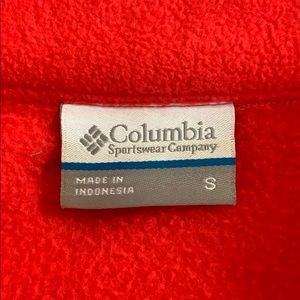 Columbia
Sportswear Company
MADE IN
INDONESIA
S